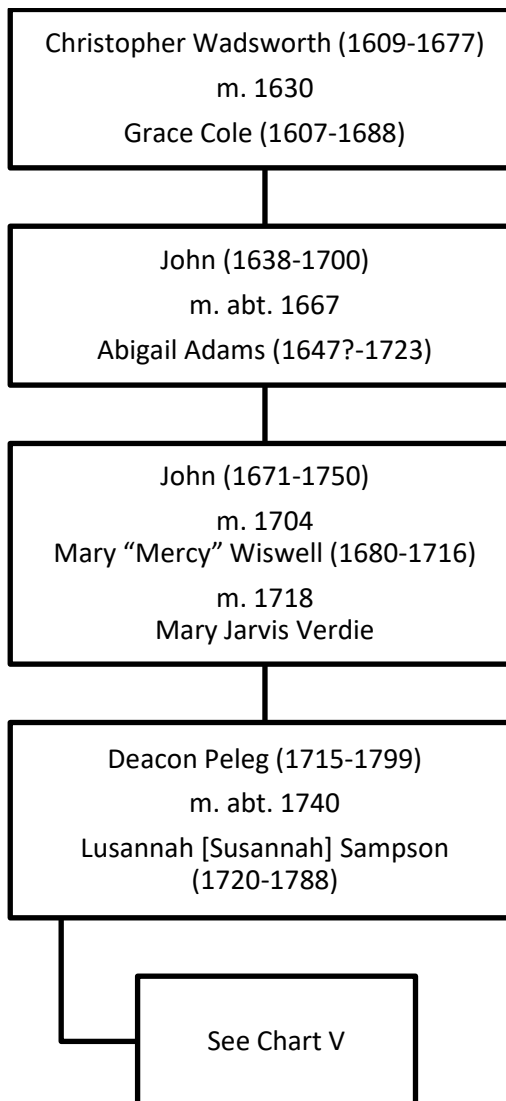 Christopher Wadsworth (1609-1677)
m. 1630
Grace Cole (1607-1688)
John (1638-1700)
m. abt. 1667
Abigail Adams (1647?-1723)
John (1671-1750)
m. 1704
Mary “Mercy” Wiswell (1680-1716)
m. 1718
Mary Jarvis Verdie
Deacon Peleg (1715-1799)
m. abt. 1740
Lusannah [Susannah] Sampson
(1720-1788)
See Chart V